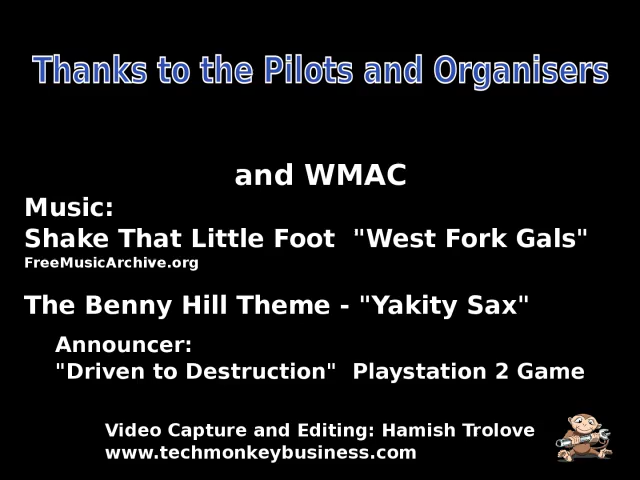 Thanks to the Pilots and Organisers
and WMAC
Music:
Shake That Little Foot "West Fork Gals"
FreeMusicArchive.org
The Benny Hill Theme - "Yakity Sax"
Announcer:
"Driven to Destruction" Playstation 2 Game
Video Capture and Editing: Hamish Trolove
www.techmonkeybusiness.com